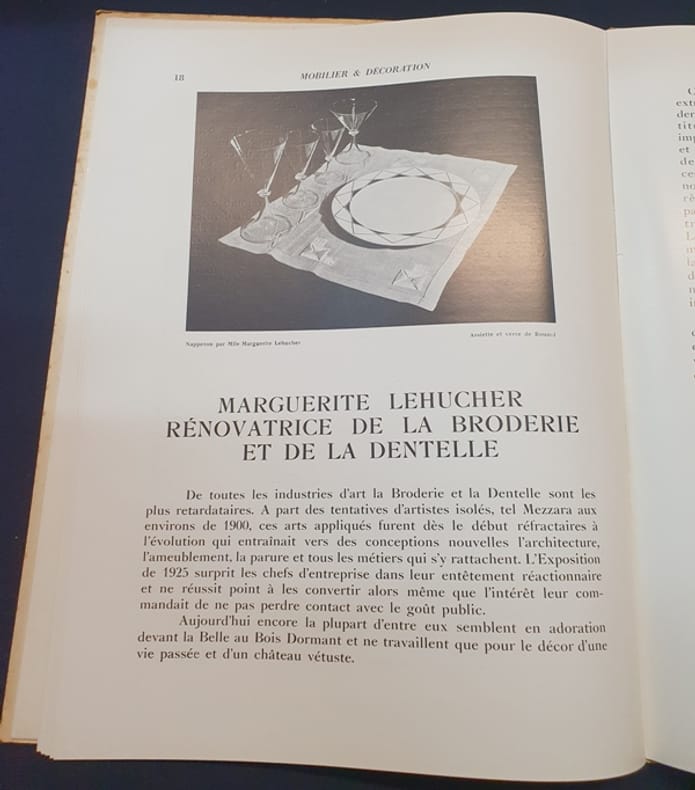 18
MOBILIER & DÉCORATION
Napperon par Mlle Marguerite Lehucher
Assiette et verre de Rouard
MARGUERITE LEHUCHER
RÉNOVATRICE DE LA BRODERIE
ET DE LA DENTELLE
De toutes les industries d'art la Broderie et la Dentelle sont les
plus retardataires. A part des tentatives d'artistes isolés, tel Mezzara aux
environs de 1900, ces arts appliqués furent dès le début réfractaires à
l'évolution qui entraînait vers des conceptions nouvelles l'architecture,
l'ameublement, la parure et tous les métiers qui s'y rattachent. L'Exposition
de 1925 surprit les chefs d'entreprise dans leur entêtement réactionnaire
et ne réussit point à les convertir alors même que l'intérêt leur com-
mandait de ne pas perdre contact avec le goût public.
Aujourd'hui encore la plupart d'entre eux semblent en adoration
devant la Belle au Bois Dormant et ne travaillent que pour le décor d'une
vie passée et d'un château vétuste.